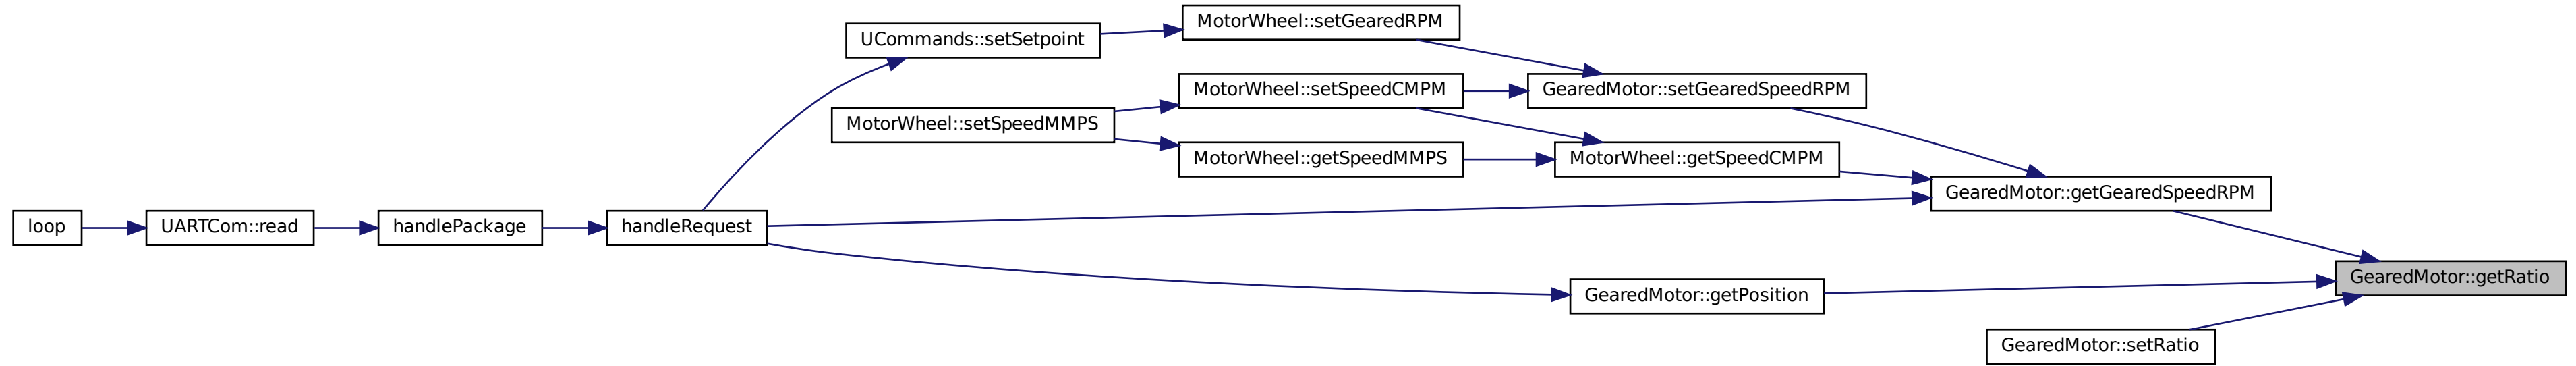 MotorWheel::setGearedRPM
UCommands::setSetpoint
MotorWheel::setSpeedCMPM
GearedMotor::setGearedSpeedRPM
MotorWheel::setSpeedMMPS
MotorWheel::getSpeedMMPS
MotorWheel::getSpeedCMPM
GearedMotor::getGearedSpeedRPM
loop
UARTCom::read
handlePackage
handleRequest
GearedMotor::getRatio
GearedMotor::getPosition
GearedMotor::setRatio